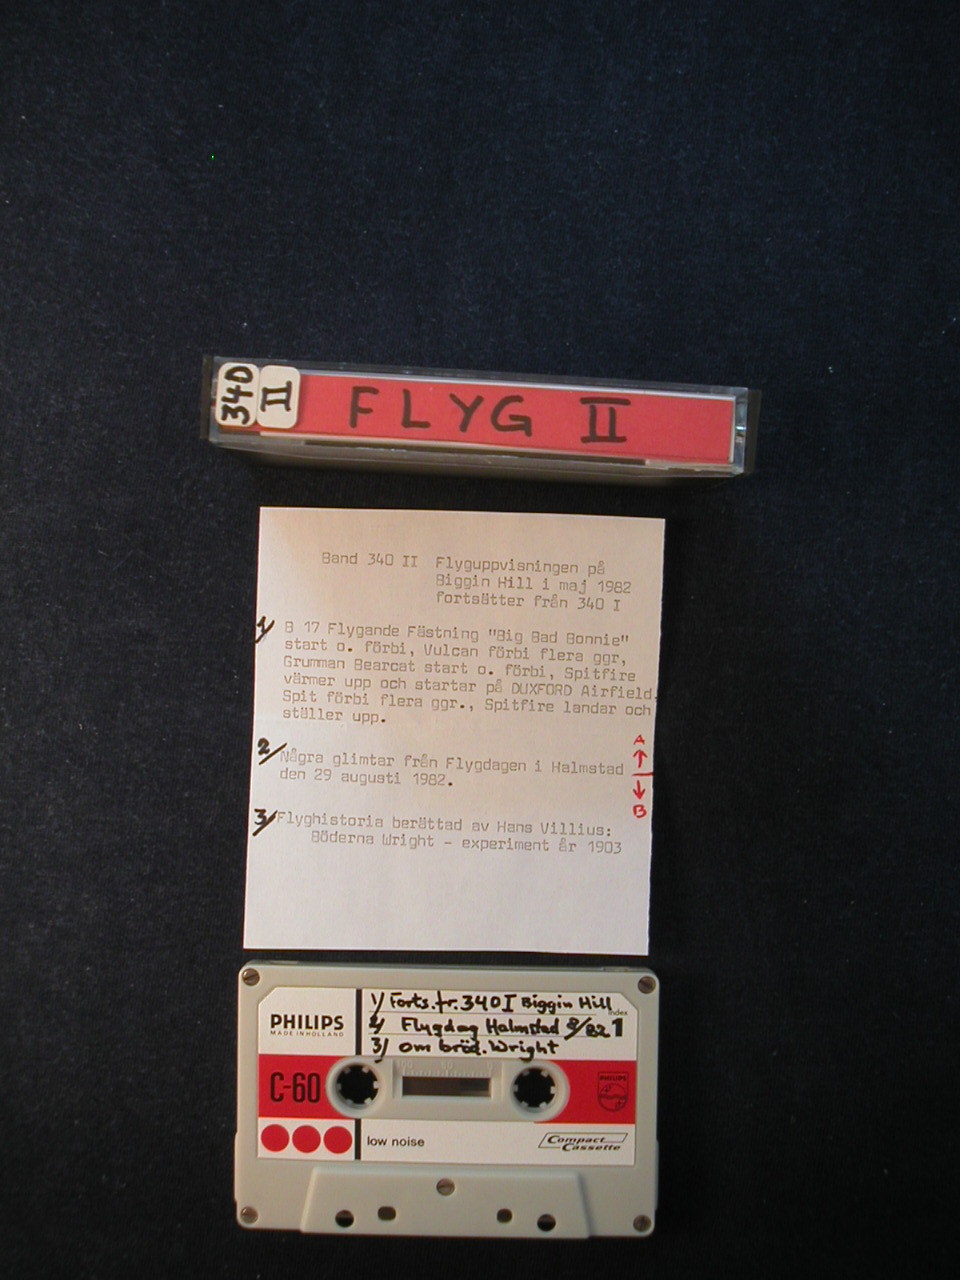 340
II
FLYG II
Band 340 II Flyguppvisningen på
Biggin Hill i maj 1982
fortsätter från 340 I
1/ B 17 Flygande Fästning "Big Bad Bonnie"
start o. förbi, Vulcan förbi flera ggr,
Grumman Bearcat start o. förbi, Spitfire
värmer upp och startar på DUXFORD Airfield.
Spit förbi flera ggr., Spitfire landar och
ställer upp.
A
2/ Några glimtar från Flygdagen i Halmstad
den 29 augusti 1982.
B
3/ Flyghistoria berättad av Hans Villius:
Böderna Wright - experiment år 1903
1/ Forts. fr. 340 I Biggin Hill
index
PHILIPS
MADE IN HOLLAND
2/ Flygdag Halmstad 8/82 1
3/ om bröd. Wright
C-60
PHILIPS
low noise
Compact
Cassette